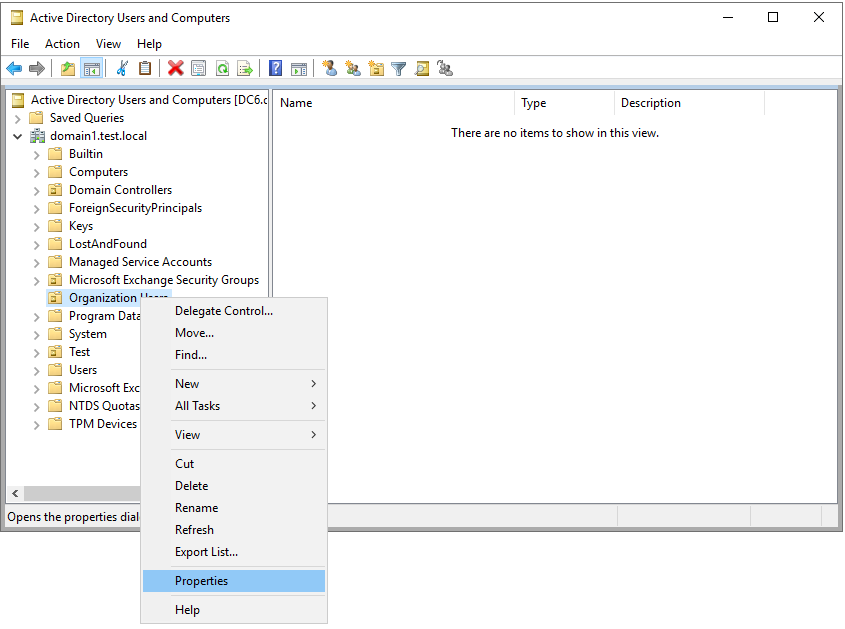 Active Directory Users and Computers
File Action View Help
Active Directory Users and Computers [DC6.d
Saved Queries
domain1.test.local
Builtin
Computers
Domain Controllers
ForeignSecurityPrincipals
Keys
LostAndFound
Managed Service Accounts
Microsoft Exchange Security Groups
Organization Users
Program Data
System
Test
Users
Microsoft Exc
NTDS Quotas
TPM Devices
Name Type Description
There are no items to show in this view.
Delegate Control...
Move...
Find...
New
All Tasks
View
Cut
Delete
Rename
Refresh
Export List...
Properties
Help
Opens the properties dial